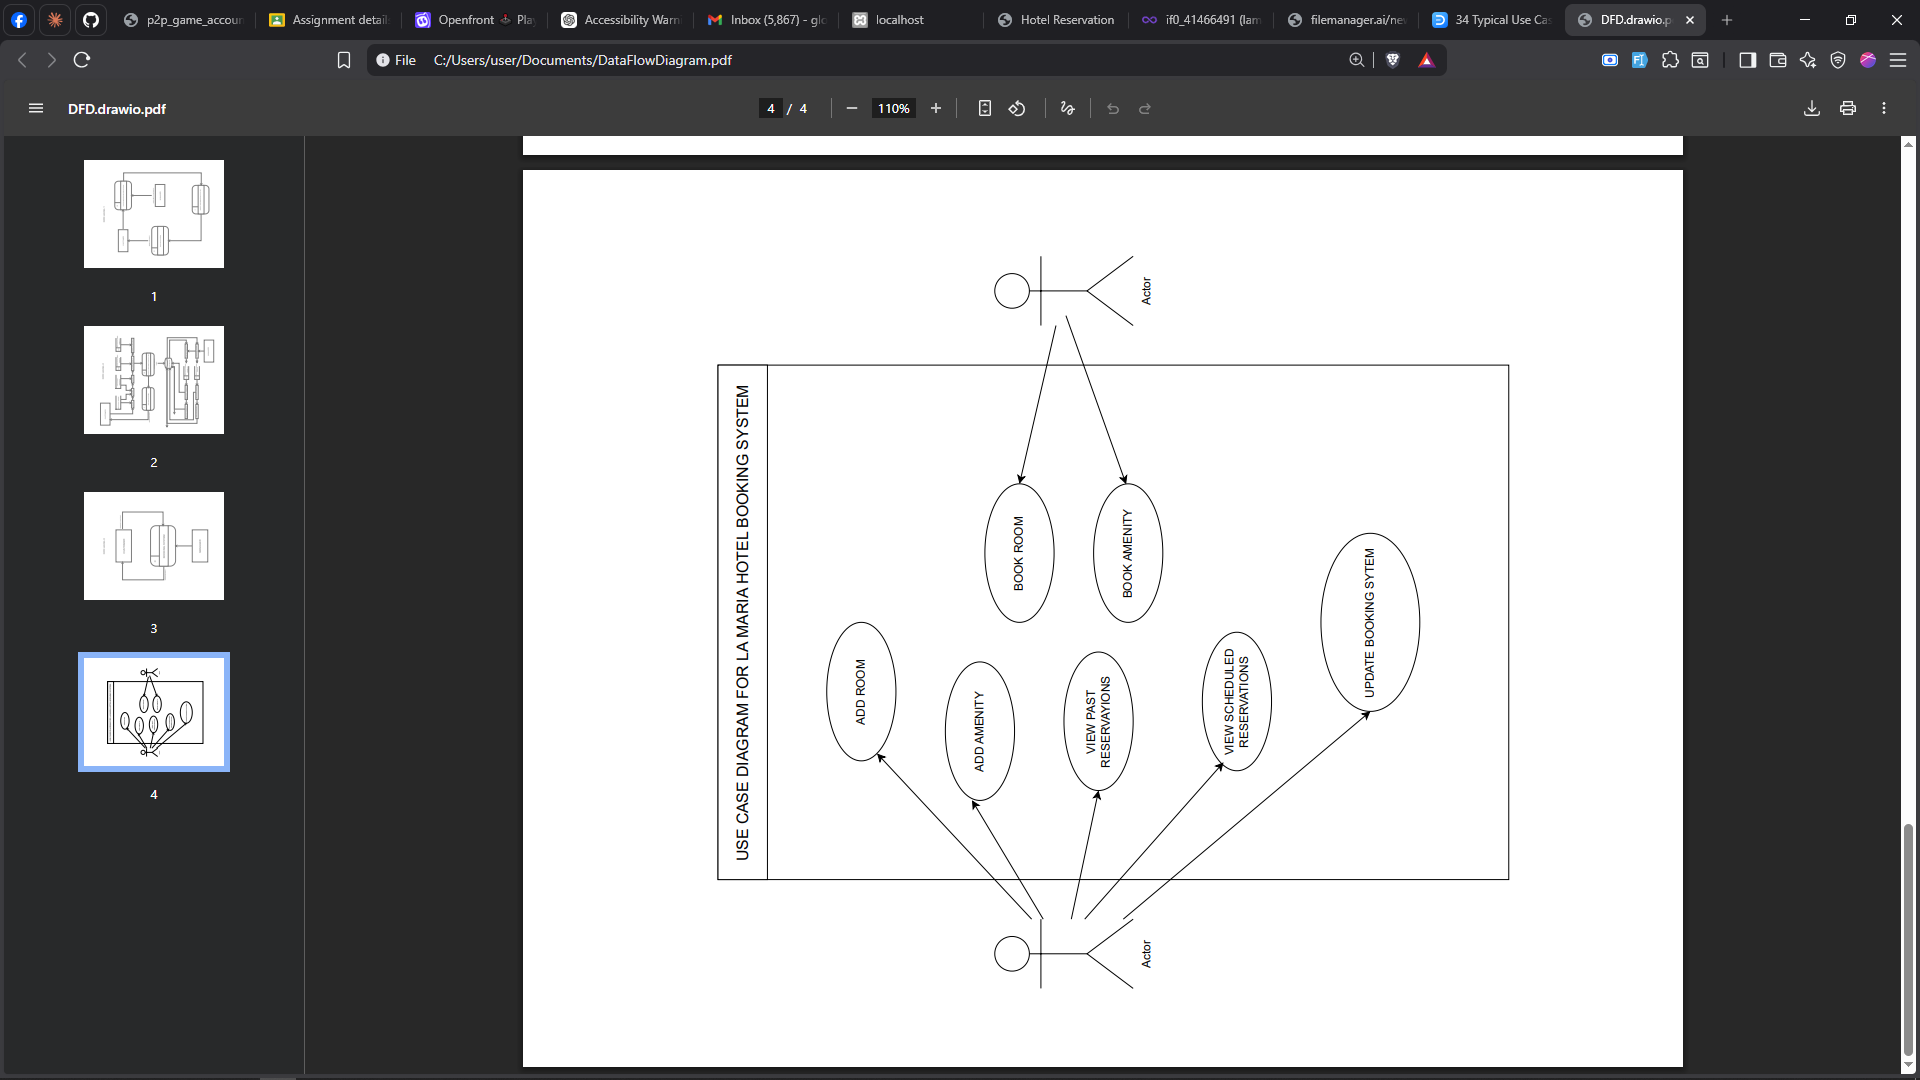 p2p_game_accoun
Assignment detail
Openfront
Pla
Accessibility Warn
Inbox (5,867) - glo
localhost
Hotel Reservation
if0_41466491 (lam
filemanager.ai/nev
34 Typical Use Ca
DFD.drawio.p
File
C:/Users/user/Documents/DataFlowDiagram.pdf
DFD.drawio.pdf
4 / 4
110%
1
2
3
4
USE CASE DIAGRAM FOR LA MARIA HOTEL BOOKING SYSTEM
Actor
BOOK ROOM
BOOK AMENITY
ADD ROOM
ADD AMENITY
VIEW PAST
RESERVAYIONS
VIEW SCHEDULED
RESERVATIONS
UPDATE BOOKING SYTEM
Actor